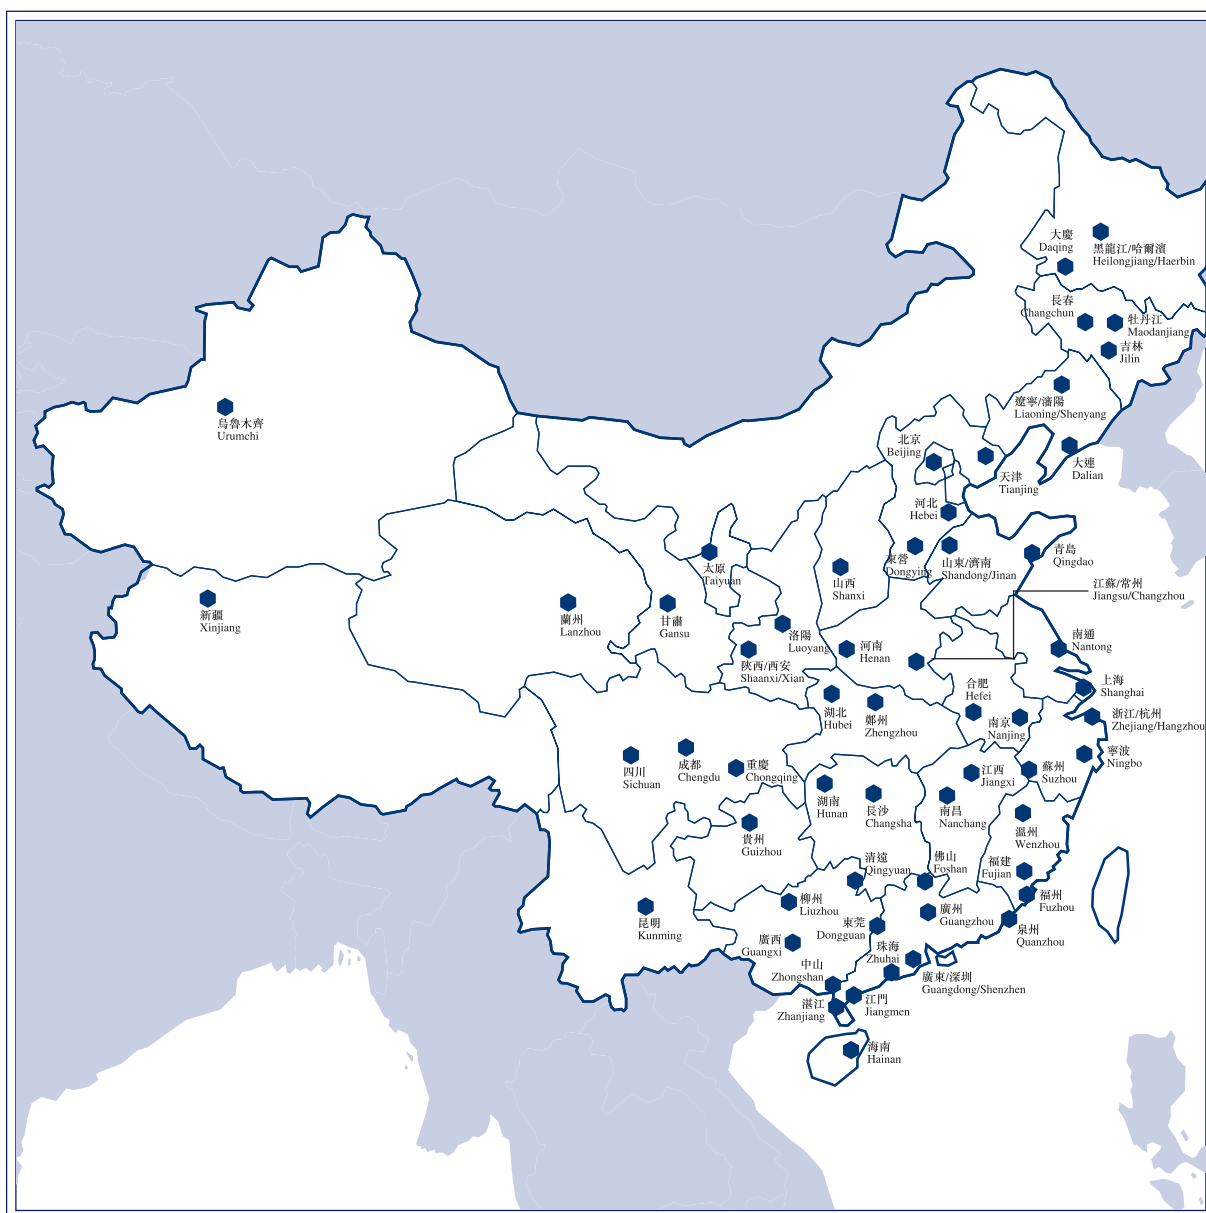 大慶
Daqing
黑龍江/哈爾濱
Heilongjiang/Haerbin
長春
Changchun
牡丹江
Maodanjiang
吉林
Jilin
遼寧/瀋陽
Liaoning/Shenyang
烏魯木齊
Urumchi
北京
Beijing
天津
Tianjing
大連
Dalian
河北
Hebei
東營
Dongying
山東/濟南
Shandong/Jinan
青島
Qingdao
太原
Taiyuan
山西
Shanxi
江蘇/常州
Jiangsu/Changzhou
新疆
Xinjiang
蘭州
Lanzhou
甘肅
Gansu
洛陽
Luoyang
河南
Henan
南通
Nantong
陝西/西安
Shaanxi/Xian
上海
Shanghai
合肥
Hefei
湖北
Hubei
鄭州
Zhengzhou
南京
Nanjing
浙江/杭州
Zhejiang/Hangzhou
寧波
Ningbo
四川
Sichuan
成都
Chengdu
重慶
Chongqing
江西
Jiangxi
蘇州
Suzhou
湖南
Hunan
長沙
Changsha
南昌
Nanchang
溫州
Wenzhou
貴州
Guizhou
清遠
Qingyuan
佛山
Foshan
福建
Fujian
福州
Fuzhou
柳州
Liuzhou
廣州
Guangzhou
昆明
Kunming
東莞
Dongguan
泉州
Quanzhou
廣西
Guangxi
珠海
Zhuhai
中山
Zhongshan
廣東/深圳
Guangdong/Shenzhen
湛江
Zhanjiang
江門
Jiangmen
海南
Hainan